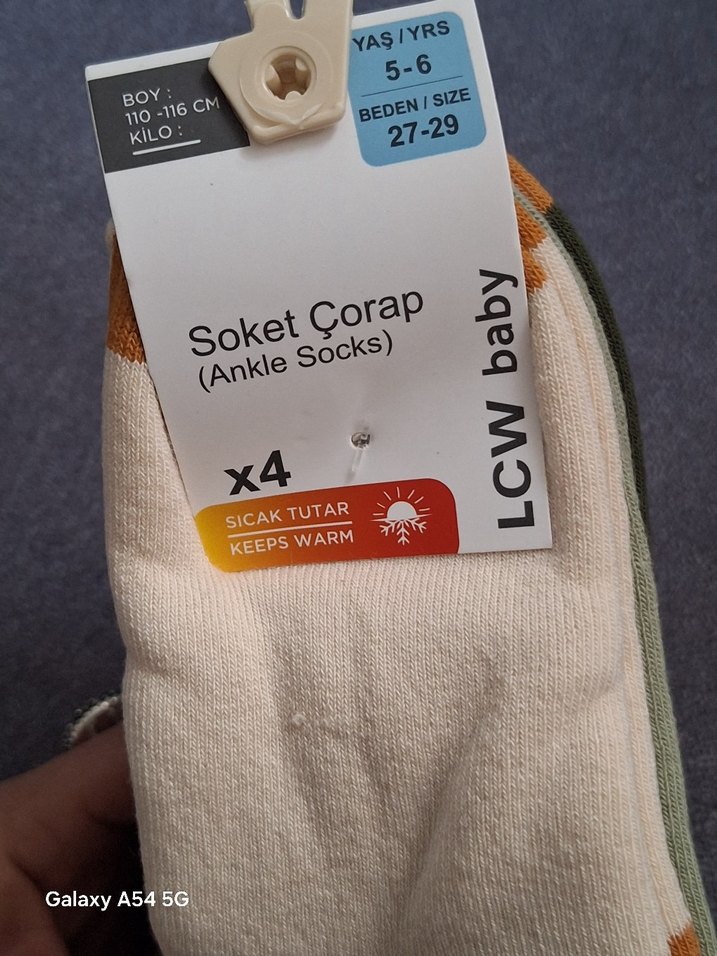 BOY :
110 -116 CM
KİLO :
YAŞ / YRS
5-6
BEDEN / SIZE
27-29
Soket Çorap
(Ankle Socks)
LCW baby
x4
SICAK TUTAR
KEEPS WARM
Galaxy A54 5G